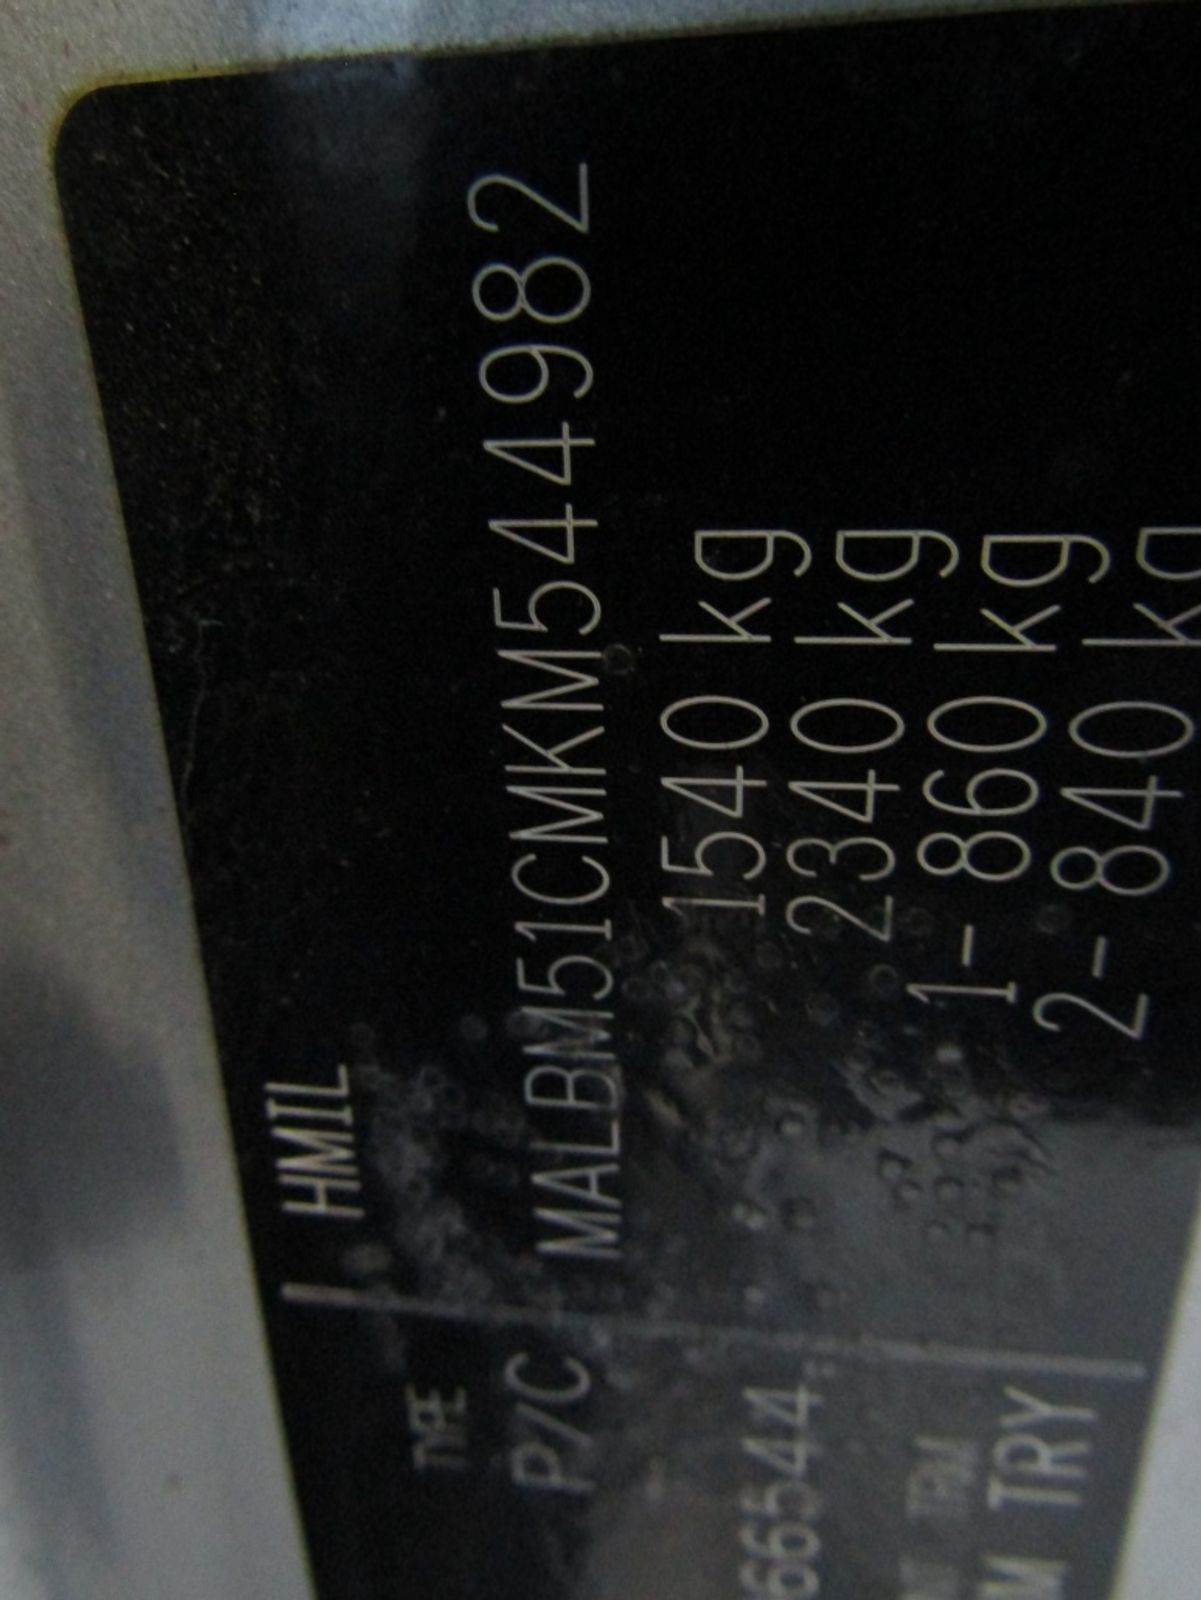 HMIL
MALBM51CMKM544982
1540 kg
2340 kg
1- 860 kg
2- 840 kg
TYPE
P/C
66544
TRIM
M TRY